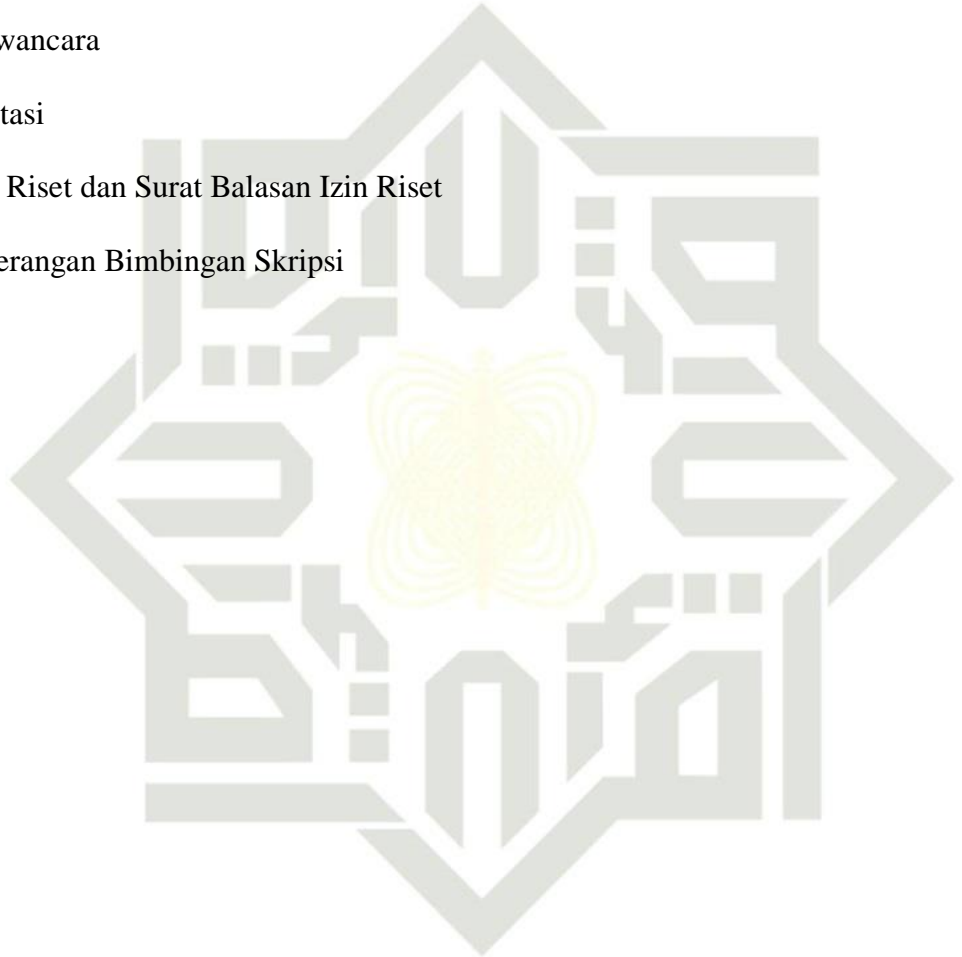 wancara
tasi
Riset dan Surat Balasan Izin Riset
erangan Bimbingan Skripsi